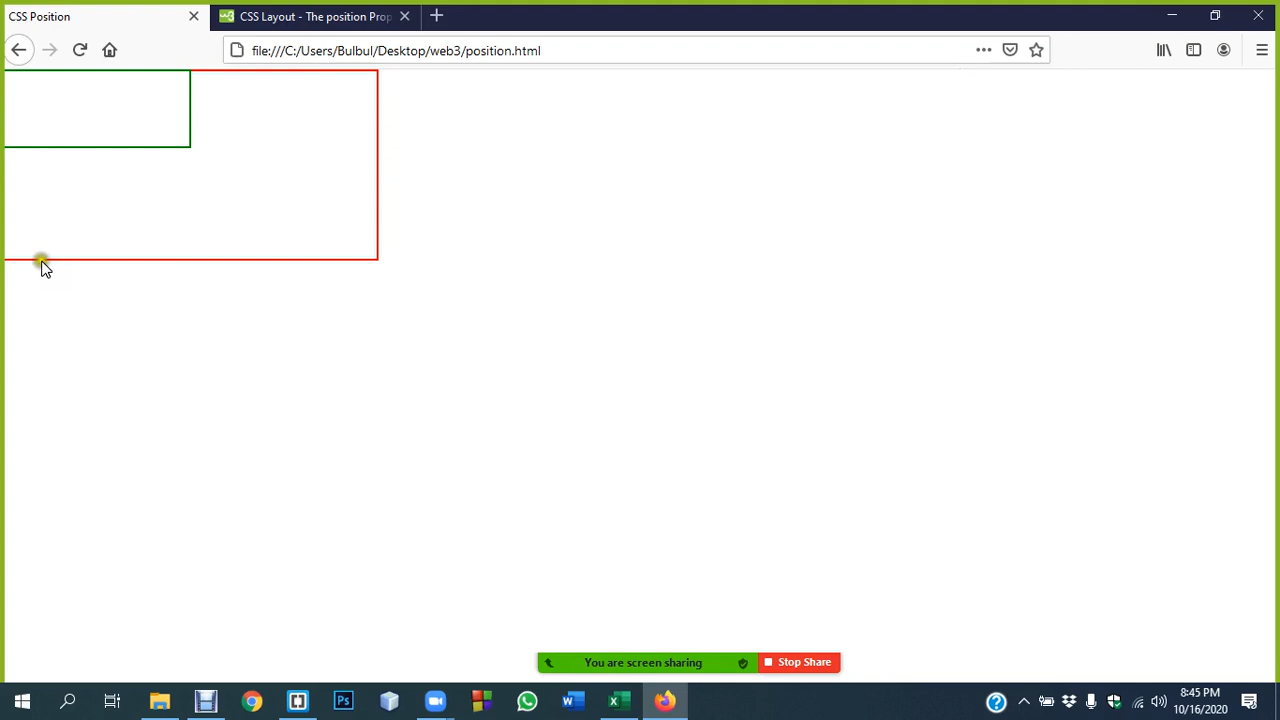 CSS Position
CSS Layout - The position Prop
file:///C:/Users/Bulbul/Desktop/web3/position.html
You are screen sharing
Stop Share
8:45 PM
10/16/2020